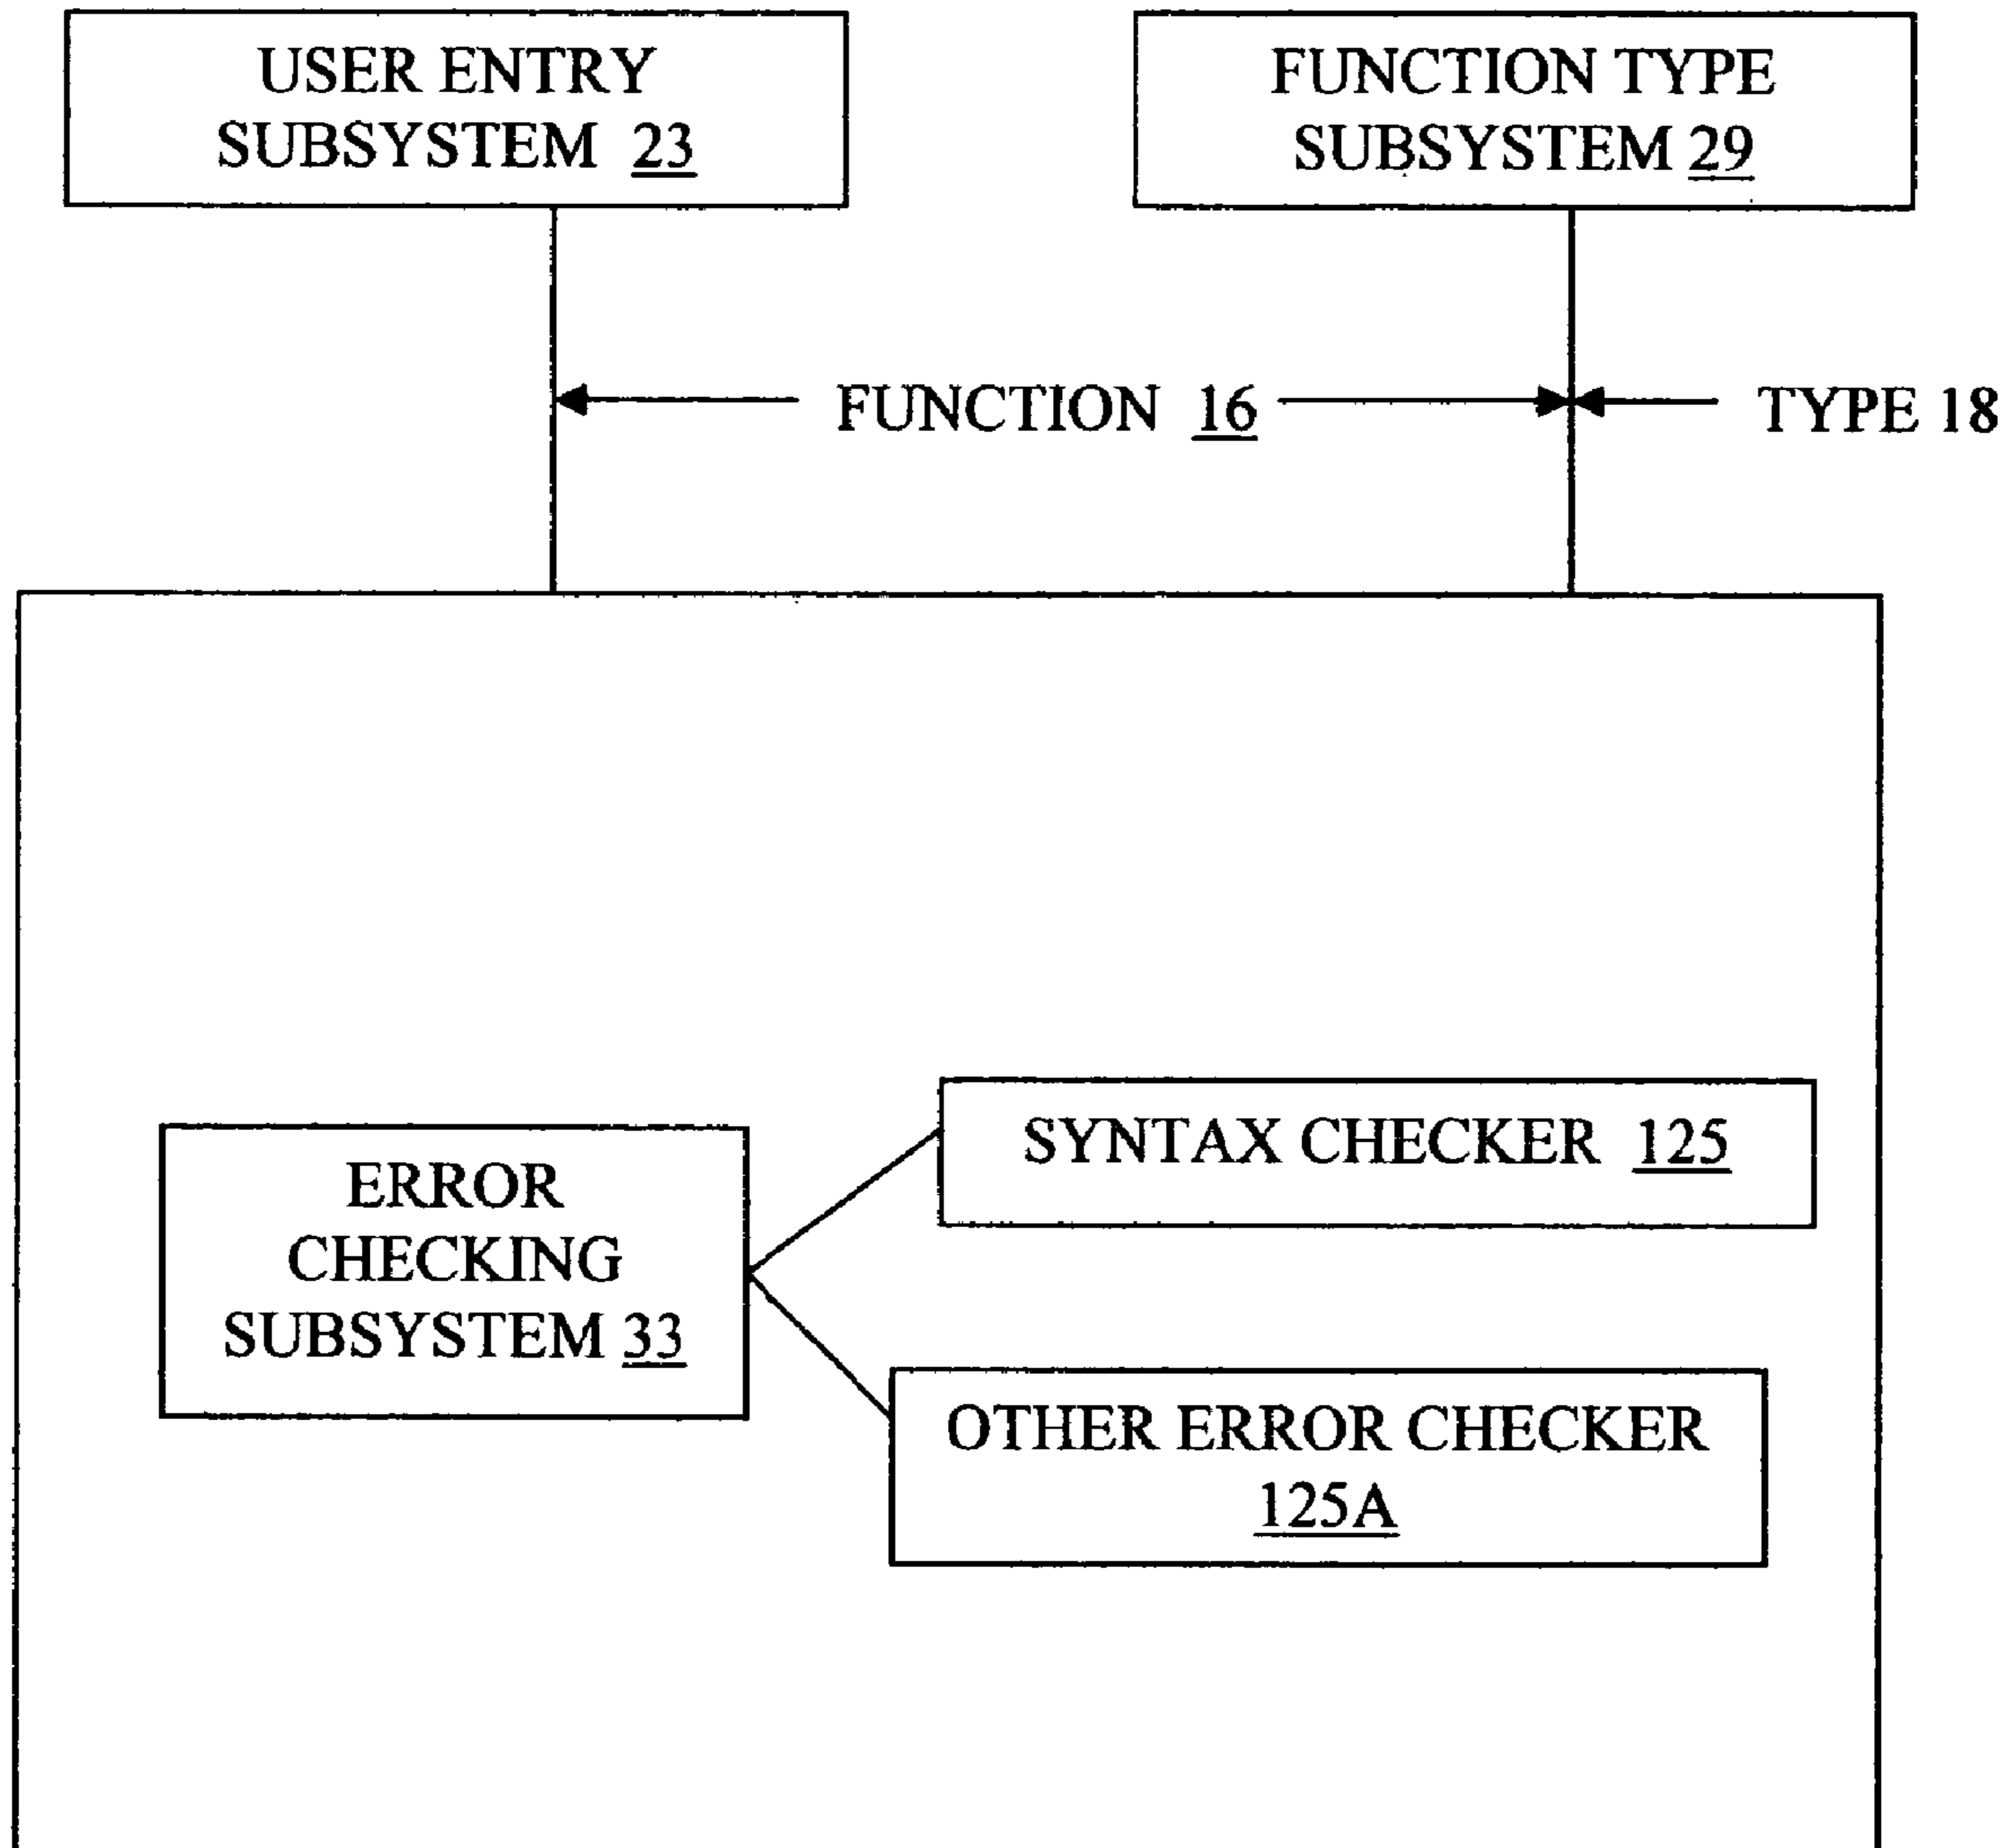 USER ENTRY
SUBSYSTEM 23
FUNCTION TYPE
SUBSYSTEM 29
FUNCTION 16
TYPE 18
ERROR
CHECKING
SUBSYSTEM 33
SYNTAX CHECKER 125
OTHER ERROR CHECKER
125A